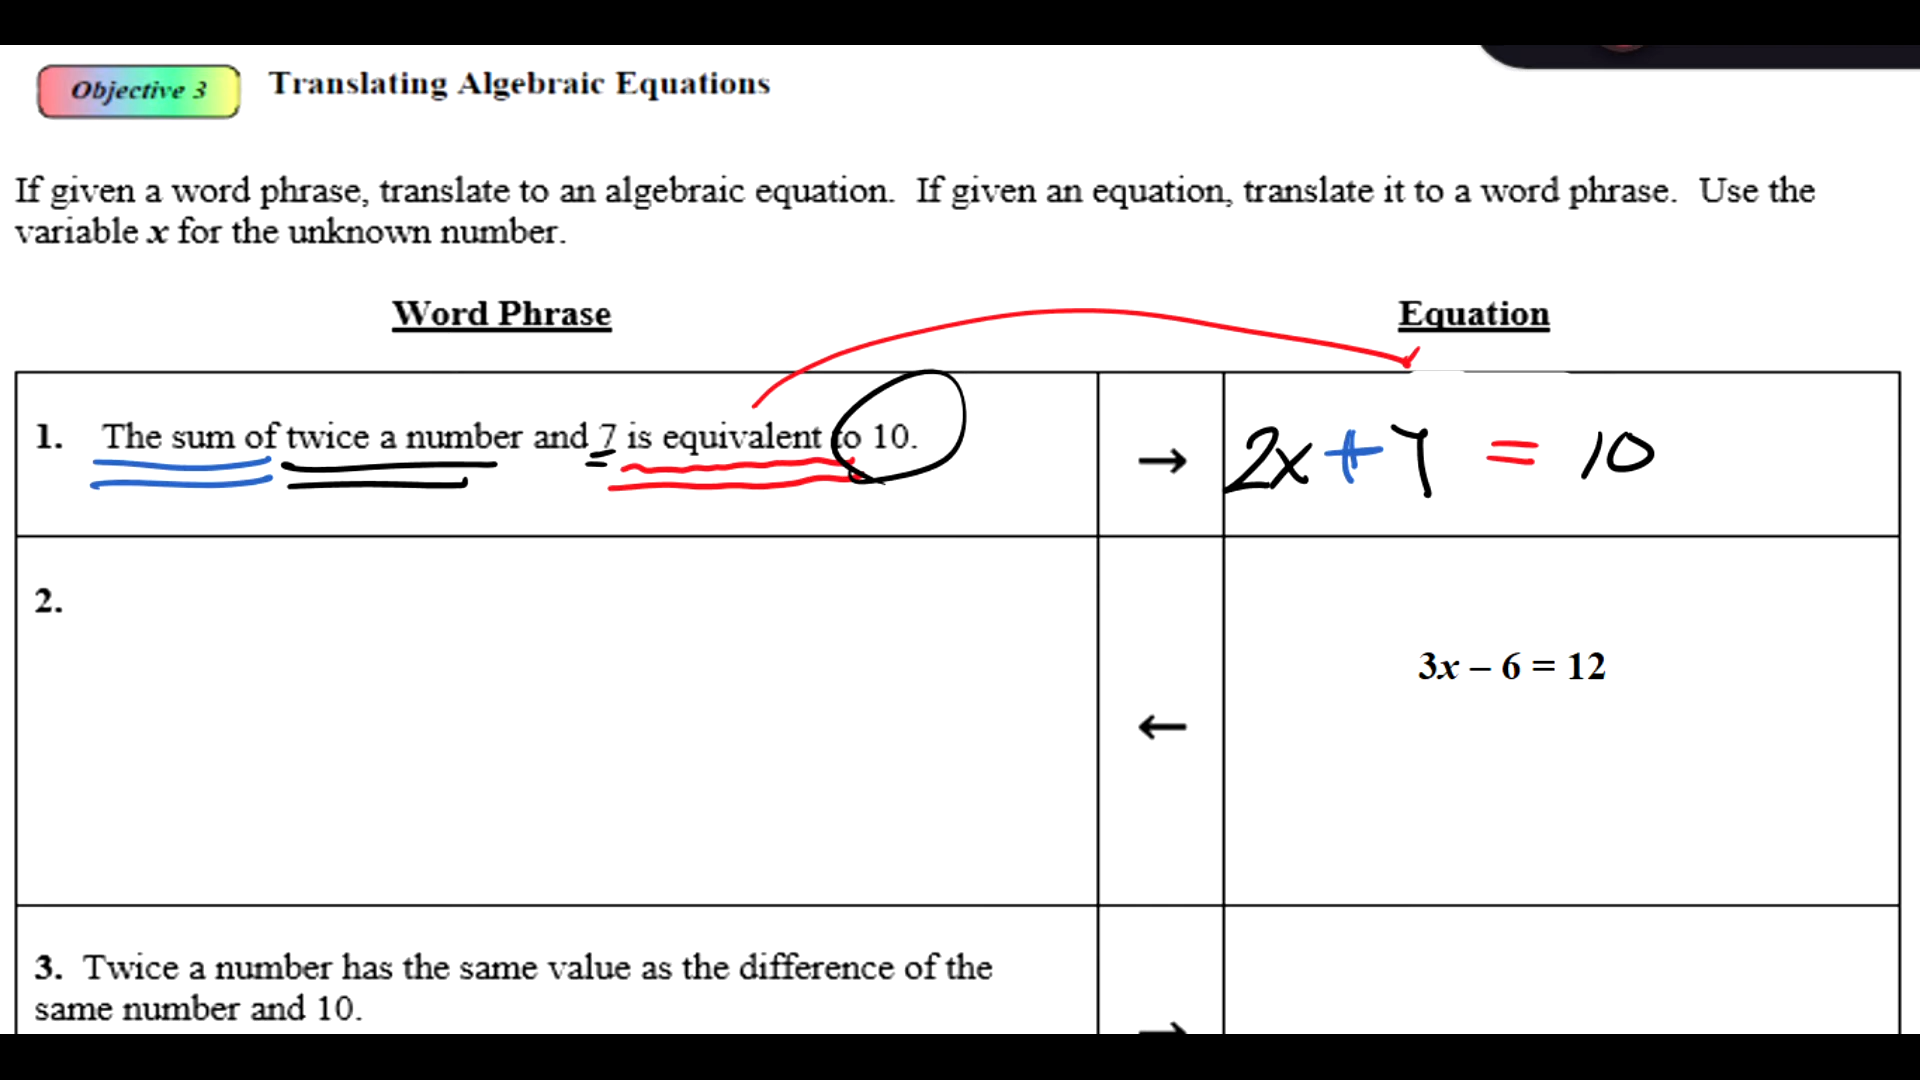 Objective 3 Translating Algebraic Equations
If given a word phrase, translate to an algebraic equation. If given an equation, translate it to a word phrase. Use the
variable x for the unknown number.
Word Phrase Equation
1. The sum of twice a number and 7 is equivalent to 10. → 2x + 7 = 10
2.
3x – 6 = 12
←
3. Twice a number has the same value as the difference of the
same number and 10.
→